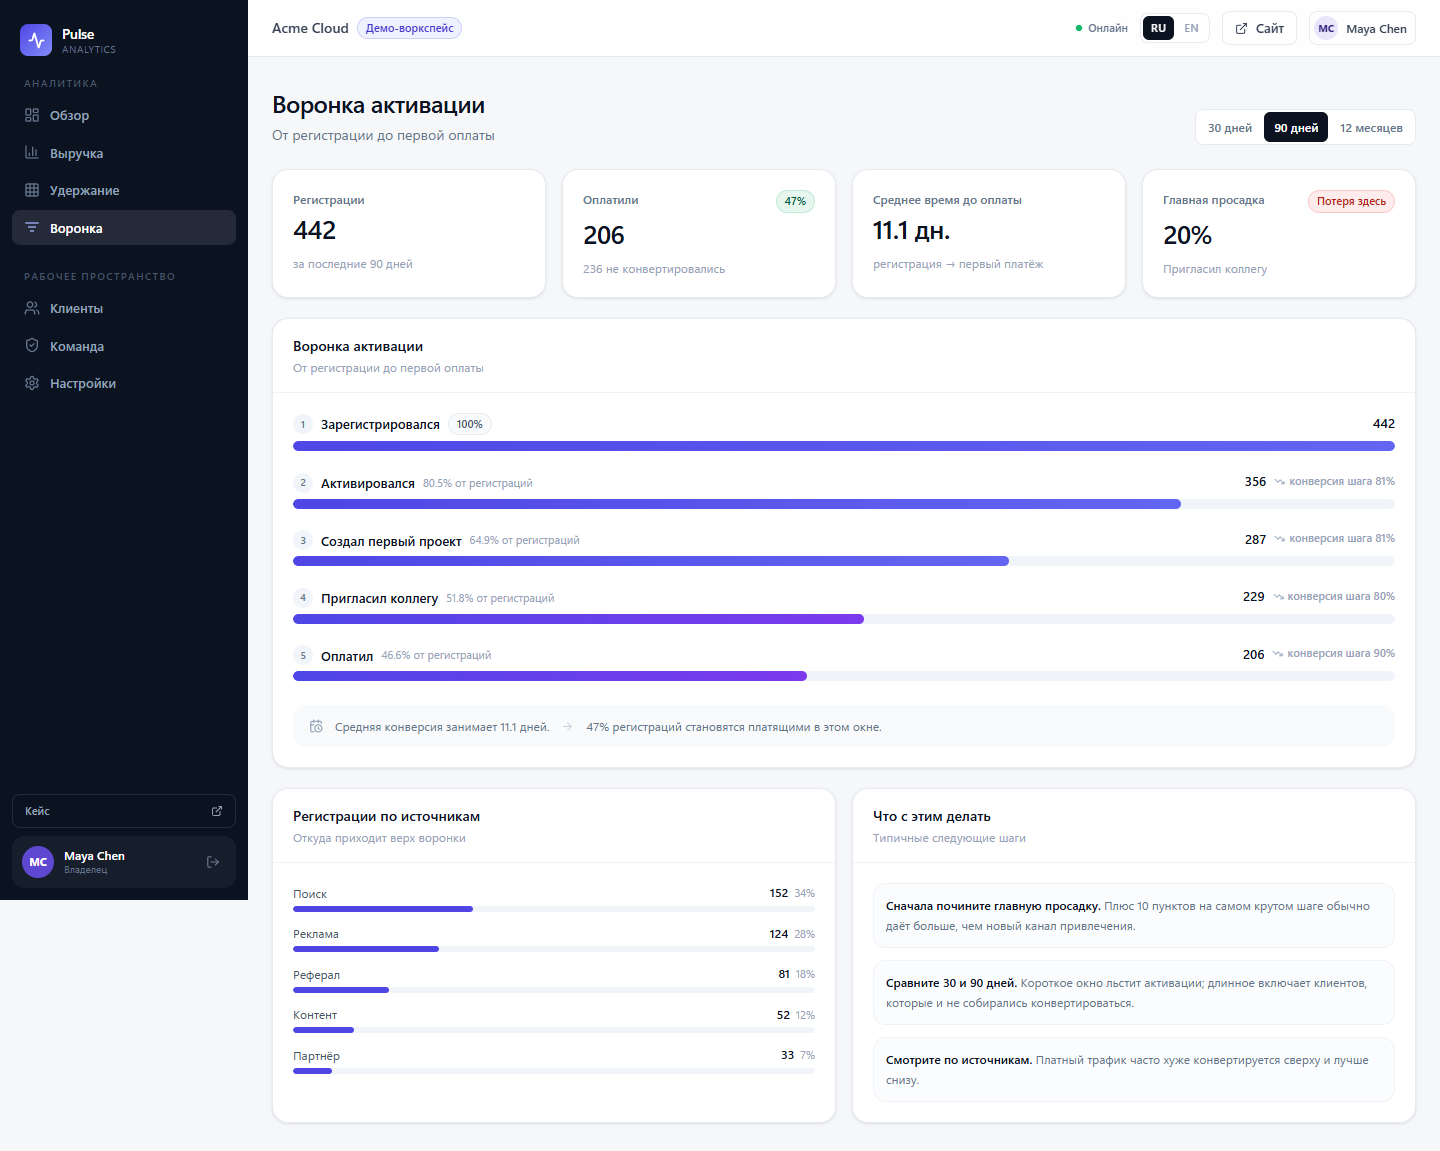 Pulse
ANALYTICS
АНАЛИТИКА
Обзор
Выручка
Удержание
Воронка
РАБОЧЕЕ ПРОСТРАНСТВО
Клиенты
Команда
Настройки
Кейс
MC
Maya Chen
Владелец
Acme Cloud
Демо-воркспейс
Онлайн
RU EN
Сайт
MC Maya Chen
Воронка активации
От регистрации до первой оплаты
30 дней 90 дней 12 месяцев
Регистрации
442
за последние 90 дней
Оплатили 47%
206
236 не конвертировались
Среднее время до оплаты
11.1 дн.
регистрация → первый платёж
Главная просадка Потеря здесь
20%
Пригласил коллегу
Воронка активации
От регистрации до первой оплаты
1 Зарегистрировался 100% 442
2 Активировался 80.5% от регистраций 356 конверсия шага 81%
3 Создал первый проект 64.9% от регистраций 287 конверсия шага 81%
4 Пригласил коллегу 51.8% от регистраций 229 конверсия шага 80%
5 Оплатил 46.6% от регистраций 206 конверсия шага 90%
Средняя конверсия занимает 11.1 дней. → 47% регистраций становятся платящими в этом окне.
Регистрации по источникам
Откуда приходит верх воронки
Поиск 152 34%
Реклама 124 28%
Реферал 81 18%
Контент 52 12%
Партнёр 33 7%
Что с этим делать
Типичные следующие шаги
Сначала почините главную просадку. Плюс 10 пунктов на самом крутом шаге обычно
даёт больше, чем новый канал привлечения.
Сравните 30 и 90 дней. Короткое окно льстит активации; длинное включает клиентов,
которые и не собирались конвертироваться.
Смотрите по источникам. Платный трафик часто хуже конвертируется сверху и лучше
снизу.